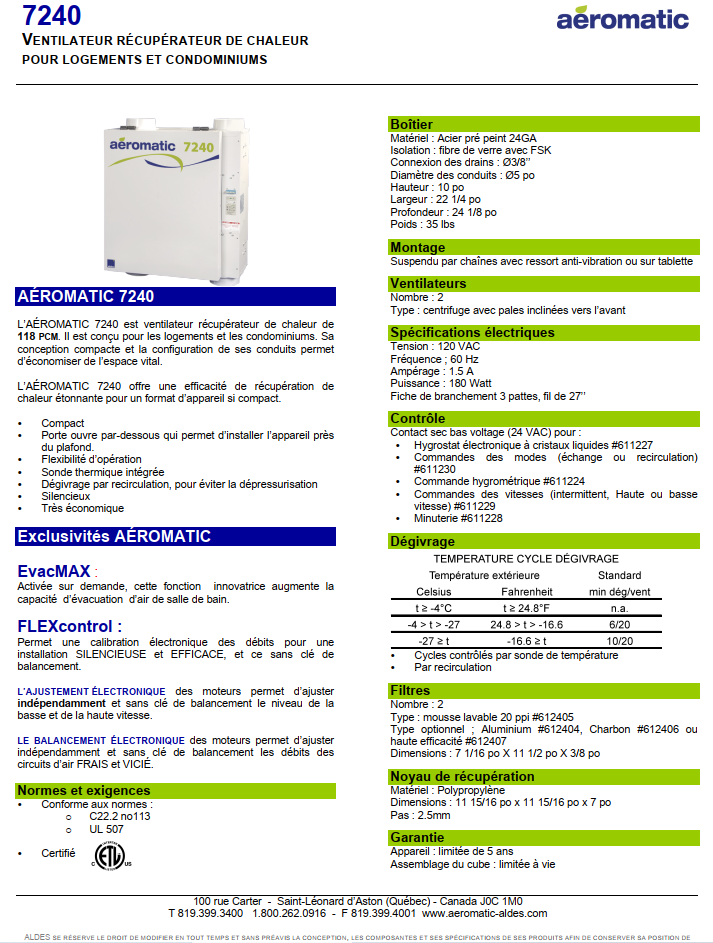 7240
VENTILATEUR RÉCUPÉRATEUR DE CHALEUR
POUR LOGEMENTS ET CONDOMINIUMS
aéromatic
aéromatic 7240
AÉROMATIC 7240
L'AÉROMATIC 7240 est ventilateur récupérateur de chaleur de
118 PCM. Il est conçu pour les logements et les condominiums. Sa
conception compacte et la configuration de ses conduits permet
d'économiser de l'espace vital.
L'AÉROMATIC 7240 offre une efficacité de récupération de
chaleur étonnante pour un format d'appareil si compact.
• Compact
• Porte ouvre par-dessous qui permet d'installer l'appareil près
du plafond.
• Flexibilité d'opération
• Sonde thermique intégrée
• Dégivrage par recirculation, pour éviter la dépressurisation
• Silencieux
• Très économique
Exclusivités AÉROMATIC
EvacMAX :
Activée sur demande, cette fonction innovatrice augmente la
capacité d'évacution d'air de salle de bain.
FLEXcontrol :
Permet une calibration électronique des débits pour une
installation SILENCIEUSE et EFFICACE, et ce sans clé de
balancement.
L'AJUSTEMENT ÉLECTRONIQUE des moteurs permet d'ajuster
indépendamment et sans clé de balancement le niveau de la
basse et de la haute vitesse.
LE BALANCEMENT ÉLECTRONIQUE des moteurs permet d'ajuster
indépendamment et sans clé de balancement les débits des
circuits d'air FRAIS et VICIÉ.
Normes et exigences
• Conforme aux normes :
o C22.2 no113
o UL 507
• Certifié
C ETL US
Boîtier
Matériel : Acier pré peint 24GA
Isolation : fibre de verre avec FSK
Connexion des drains : Ø3/8''
Diamètre des conduits : Ø5 po
Hauteur : 10 po
Largeur : 22 1/4 po
Profondeur : 24 1/8 po
Poids : 35 lbs
Montage
Suspendu par chaînes avec ressort anti-vibration ou sur tablette
Ventilateurs
Nombre : 2
Type : centrifuge avec pales inclinées vers l'avant
Spécifications électriques
Tension : 120 VAC
Fréquence ; 60 Hz
Ampérage : 1.5 A
Puissance : 180 Watt
Fiche de branchement 3 pattes, fil de 27''
Contrôle
Contact sec bas voltage (24 VAC) pour :
• Hygrostat électronique à cristaux liquides #611227
• Commandes des modes (échange ou recirculation)
#611230
• Commande hygrométrique #611224
• Commandes des vitesses (intermittent, Haute ou basse
vitesse) #611229
• Minuterie #611228
Dégivrage
TEMPERATURE CYCLE DÉGIVRAGE
Température extérieure Standard
Celsius Fahrenheit min dég/vent
t ≥ -4°C t ≥ 24.8°F n.a.
-4 > t > -27 24.8 > t > -16.6 6/20
-27 ≥ t -16.6 ≥ t 10/20
• Cycles contrôlés par sonde de température
• Par recirculation
Filtres
Nombre : 2
Type : mousse lavable 20 ppi #612405
Type optionnel ; Aluminium #612404, Charbon #612406 ou
haute efficacité #612407
Dimensions : 7 1/16 po X 11 1/2 po X 3/8 po
Noyau de récupération
Matériel : Polypropylène
Dimensions : 11 15/16 po x 11 15/16 po x 7 po
Pas : 2.5mm
Garantie
Appareil : limitée de 5 ans
Assemblage du cube : limitée à vie
100 rue Carter - Saint-Léonard d'Aston (Québec) - Canada J0C 1M0
T 819.399.3400 1.800.262.0916 - F 819.399.4001 www.aeromatic-aldes.com
ALDES SE RÉSERVE LE DROIT DE MODIFIER EN TOUT TEMPS ET SANS PRÉAVIS LA CONCEPTION, LES COMPOSANTES ET SES SPÉCIFICATIONS DE SES PRODUITS AFIN DE CONSERVER SA POSITION DE